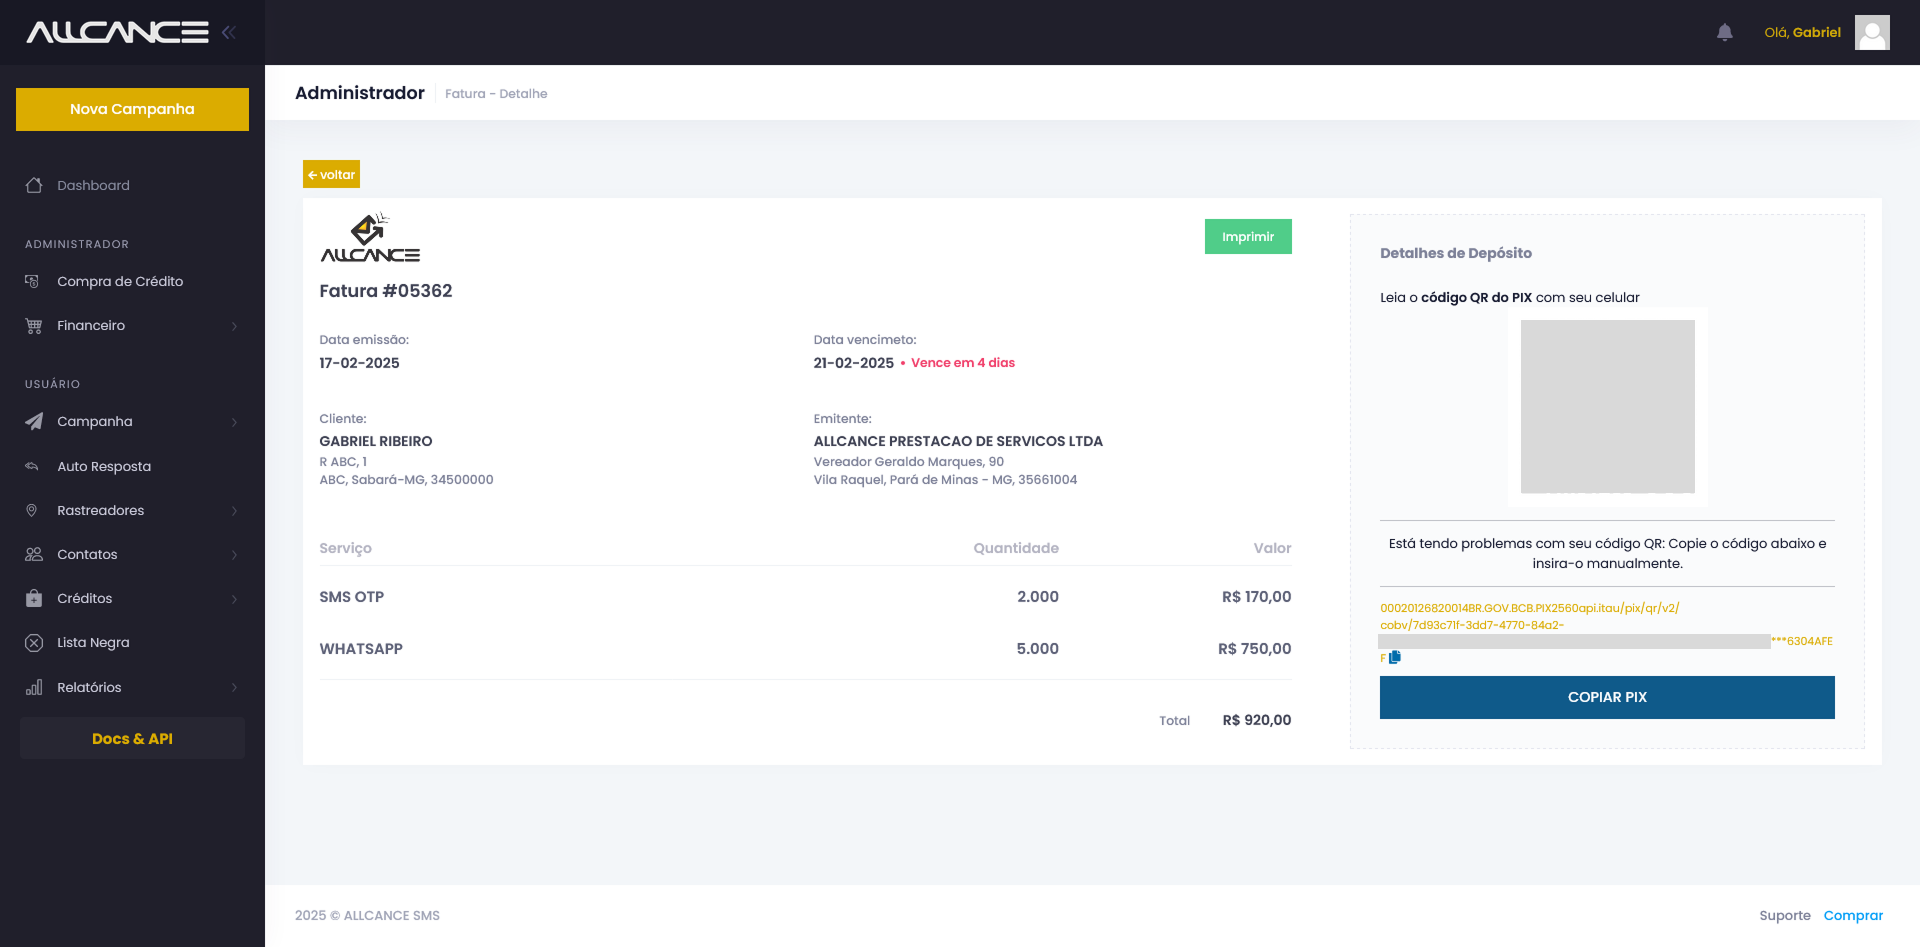 ALLCANCE
Olá, Gabriel
Nova Campanha
Administrador
Fatura - Detalhe
Dashboard
ADMINISTRADOR
Compra de Crédito
Financeiro
USUÁRIO
Campanha
Auto Resposta
Rastreadores
Contatos
Créditos
Lista Negra
Relatórios
Docs & API
voltar
ALLCANCE
Imprimir
Fatura #05362
Data emissão:
17-02-2025
Data vencimeto:
21-02-2025 • Vence em 4 dias
Cliente:
GABRIEL RIBEIRO
R ABC, 1
ABC, Sabará-MG, 34500000
Emitente:
ALLCANCE PRESTACAO DE SERVICOS LTDA
Vereador Geraldo Marques, 90
Vila Raquel, Pará de Minas - MG, 35661004
Serviço Quantidade Valor
SMS OTP 2.000 R$ 170,00
WHATSAPP 5.000 R$ 750,00
Total R$ 920,00
Detalhes de Depósito
Leia o código QR do PIX com seu celular
Está tendo problemas com seu código QR: Copie o código abaixo e
insira-o manualmente.
00020126820014BR.GOV.BCB.PIX2560api.itau/pix/qr/v2/
cobv/7d93c71f-3dd7-4770-84a2-
***6304AFE
F
COPIAR PIX
2025 © ALLCANCE SMS
Suporte Comprar